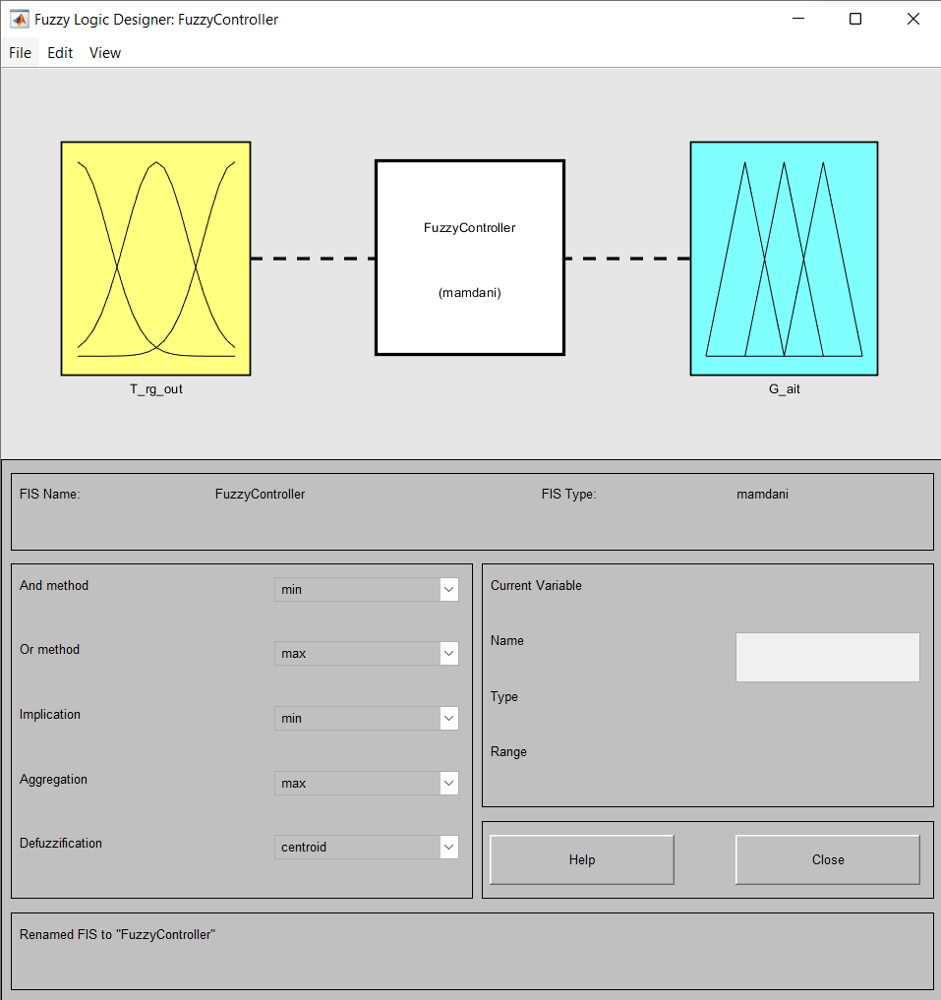 Fuzzy Logic Designer: FuzzyController
File Edit View
FuzzyController
(mamdani)
T_rg_out
G_ait
FIS Name: FuzzyController FIS Type: mamdani
And method min
Or method max
Implication min
Aggregation max
Defuzzification centroid
Current Variable
Name
Type
Range
Help Close
Renamed FIS to "FuzzyController"